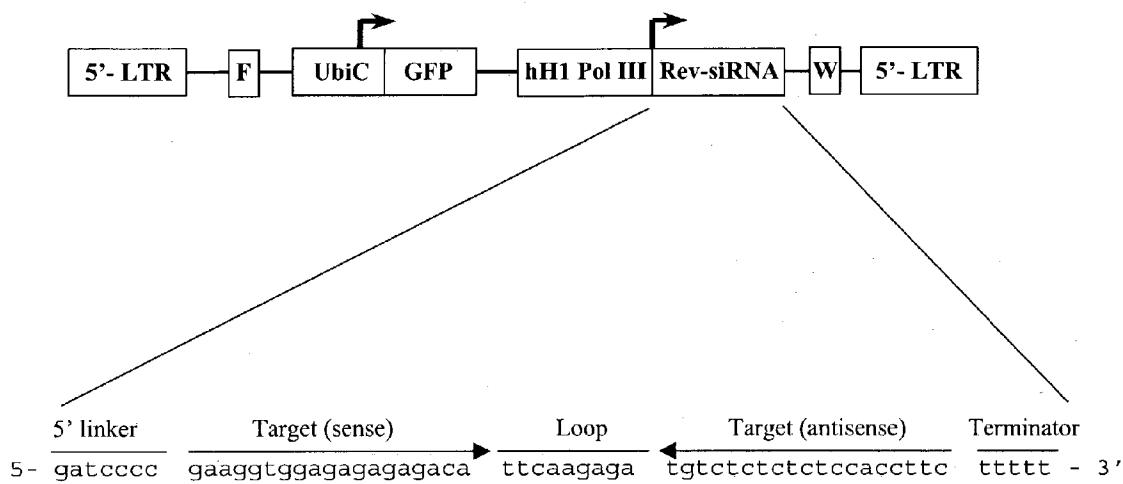 5'- LTR F UbiC GFP hH1 Pol III Rev-siRNA W 5'- LTR
5' linker Target (sense) Loop Target (antisense) Terminator
5- gatcccc gaaggtggagagagagagaca ttcaagaga tgtctctctctccaccttc ttttt - 3'